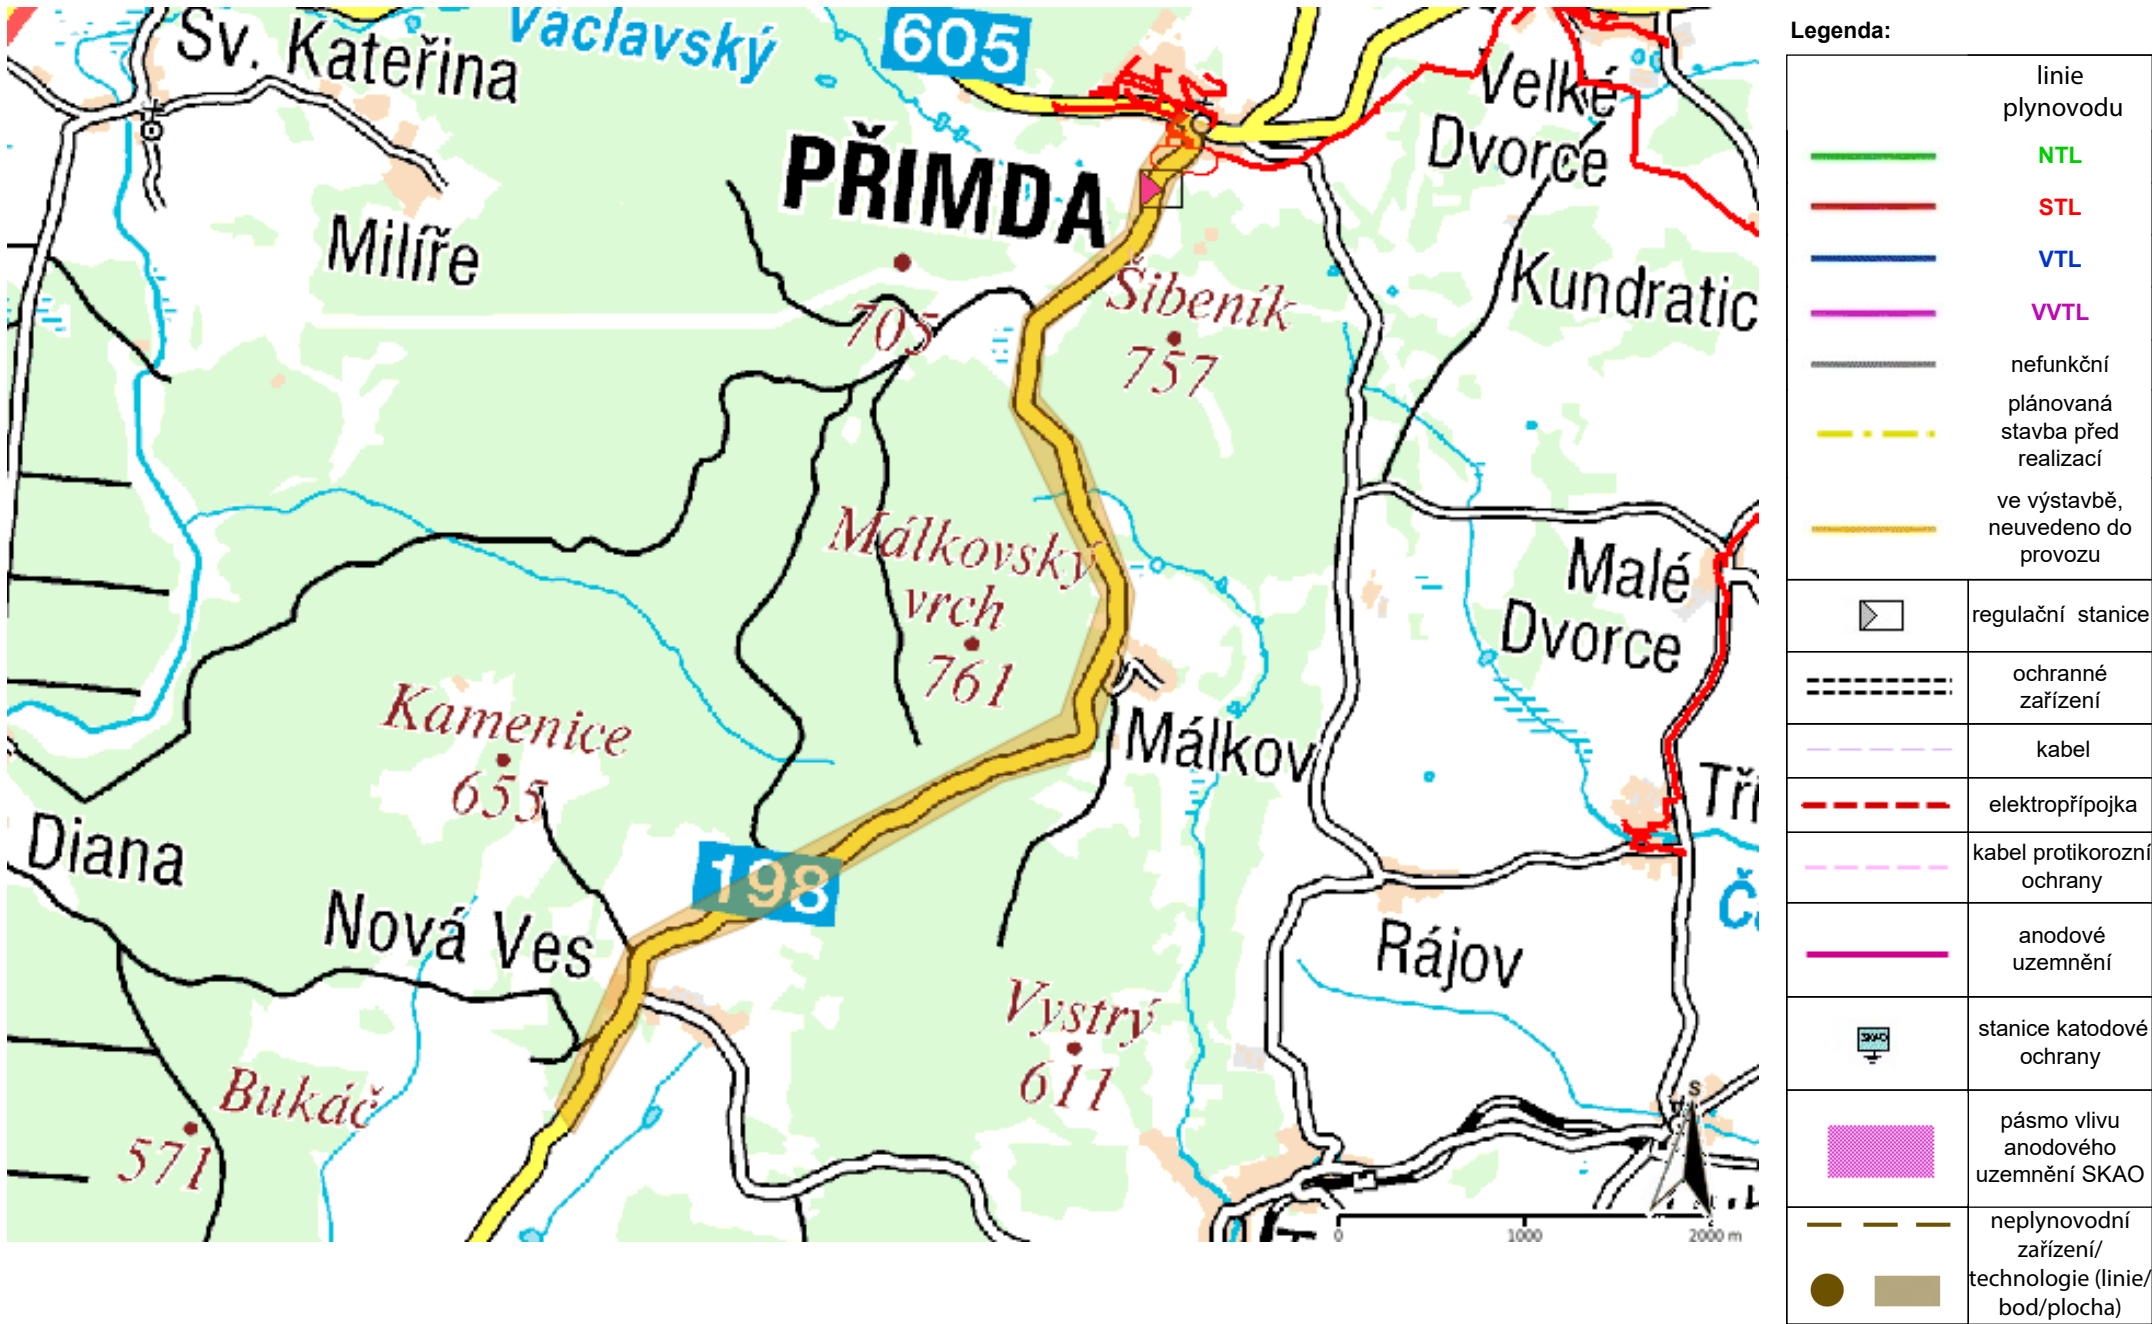 Václavský
605
Sv. Kateřina
Velké
Dvorce
PŘIMDA
Milíře
Kundratic
Šibeník
757
705
Málkovský
vrch
761
Malé
Dvorce
Kamenice
655
Málkov
Diana
198
Nová Ves
Rájov
Vystrý
611
Bukáč
571
S
0
1000
2000 m
Legenda:
linie
plynovodu
NTL
STL
VTL
VVTL
nefunkční
plánovaná
stavba před
realizací
ve výstavbě,
neuvedeno do
provozu
regulační stanice
ochranné
zařízení
kabel
elektropřípojka
kabel protikorozní
ochrany
anodové
uzemnění
SKAO
stanice katodové
ochrany
pásmo vlivu
anodového
uzemnění SKAO
neplynovodní
zařízení/
technologie (linie/
bod/plocha)